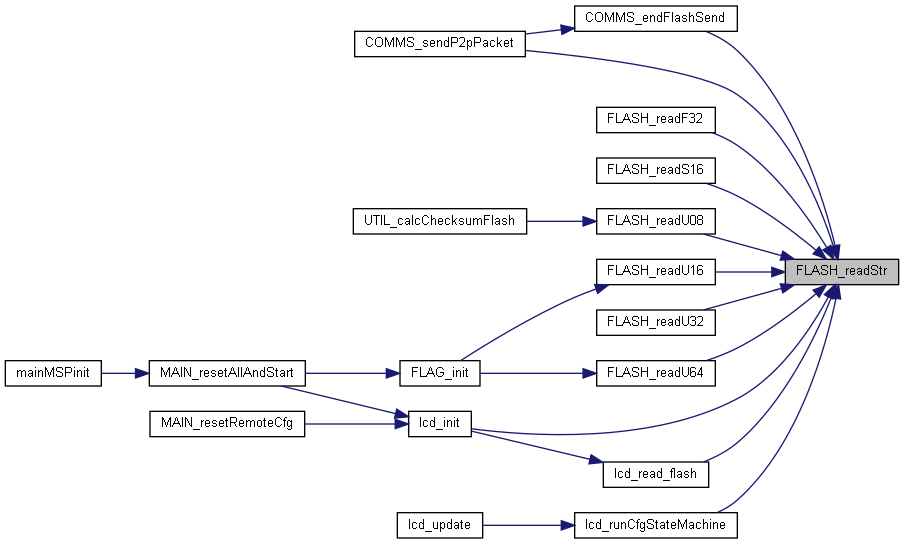 COMMS_endFlashSend
COMMS_sendP2pPacket
FLASH_readF32
FLASH_readS16
UTIL_calcChecksumFlash
FLASH_readU08
FLASH_readU16
FLASH_readStr
FLASH_readU32
mainMSPinit
MAIN_resetAllAndStart
FLAG_init
FLASH_readU64
MAIN_resetRemoteCfg
lcd_init
lcd_read_flash
lcd_update
lcd_runCfgStateMachine